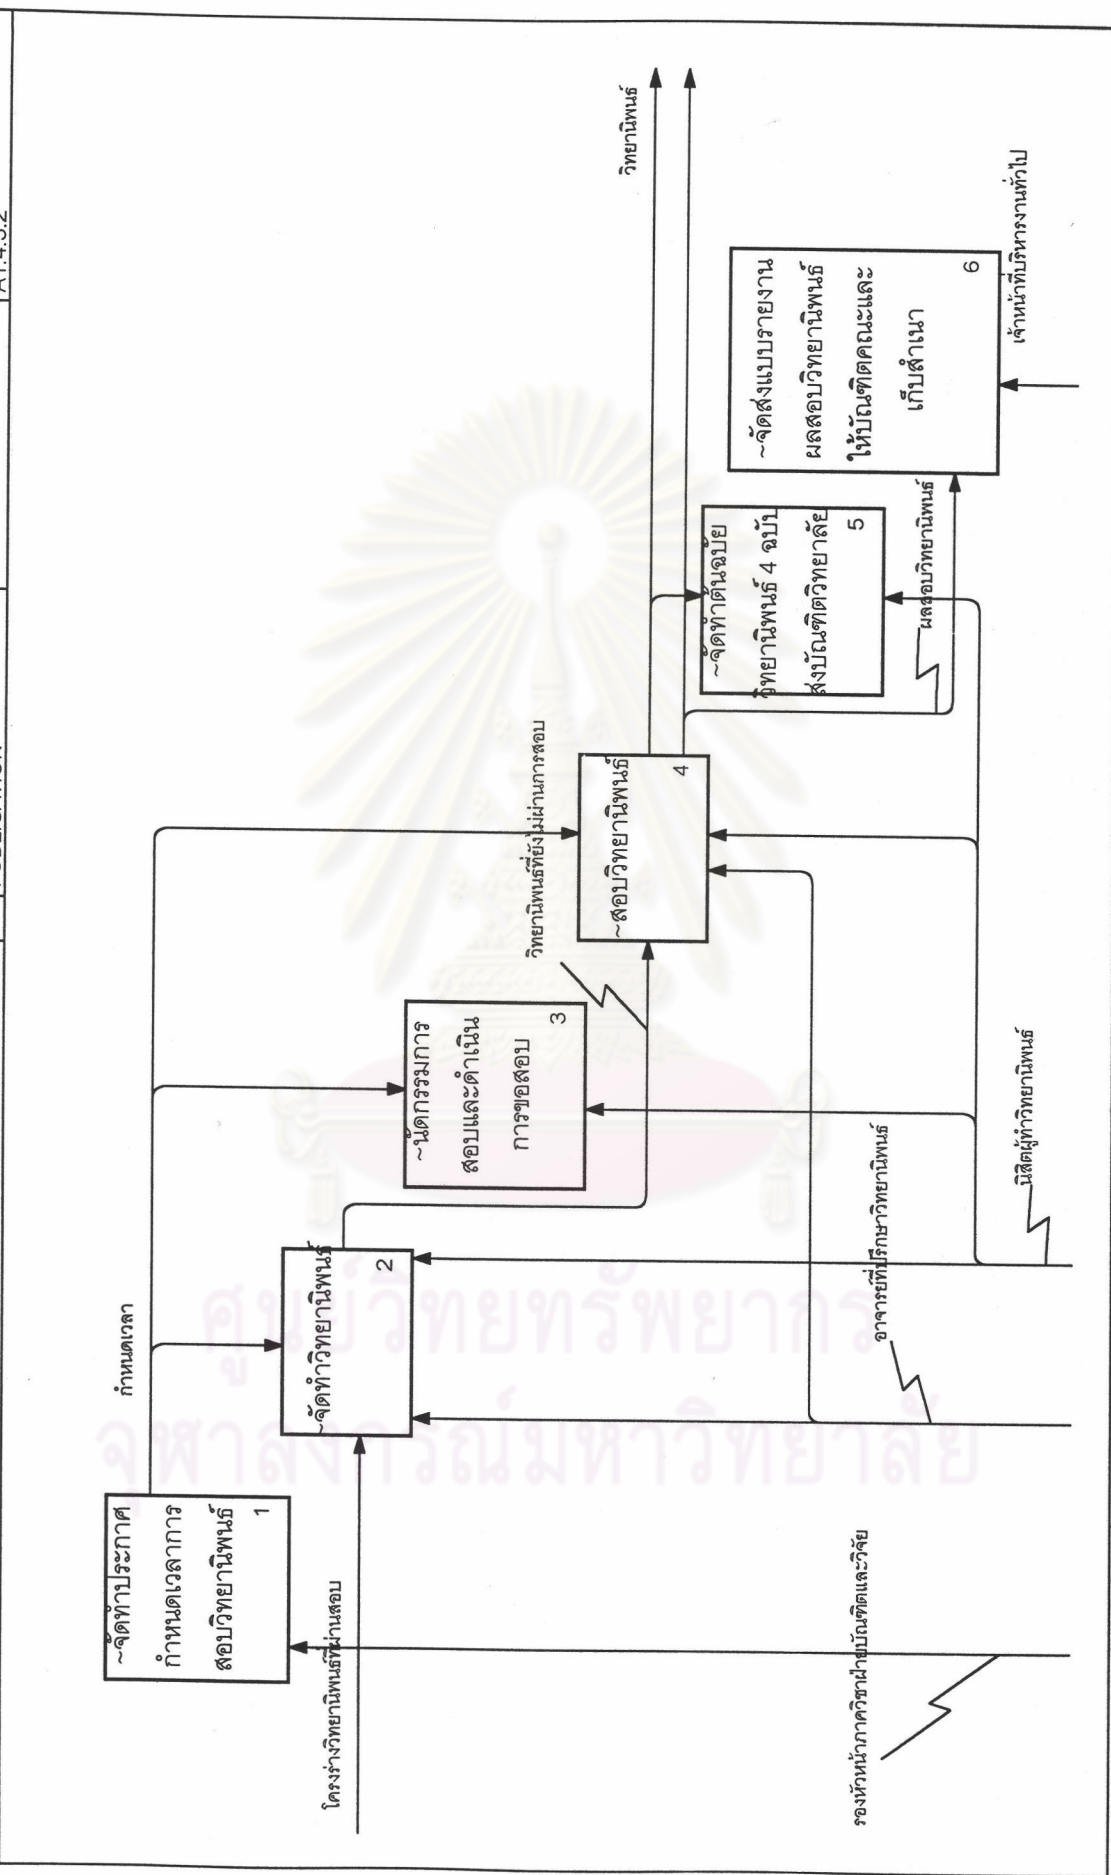 A1.4.5.2
PUBLICATION
~จัดทำประกาศ
กำหนดเวลาการ
สอบวิทยานิพนธ์
1
กำหนดเวลา
โครงร่างวิทยานิพนธ์ที่ผ่านสอบ
~จัดทำวิทยานิพนธ์
2
~นัดกรรมการ
สอบและดำเนิน
การขอสอบ
3
วิทยานิพนธ์ที่ยังไม่ผ่านการสอบ
~สอบวิทยานิพนธ์
4
~จัดทำต้นฉบับ
วิทยานิพนธ์ 4 ฉบับ
ส่งบัณฑิตวิทยาลัย
5
~จัดส่งแบบรายงาน
ผลสอบวิทยานิพนธ์
ให้บัณฑิตคณะและ
เก็บสำเนา
6
วิทยานิพนธ์
ผลสอบวิทยานิพนธ์
เจ้าหน้าที่บริหารงานทั่วไป
รองหัวหน้าภาควิชาฝ่ายบัณฑิตและวิจัย
อาจารย์ที่ปรึกษาวิทยานิพนธ์
นิสิตผู้ทำวิทยานิพนธ์
ศูนย์วิทยทรัพยากร
จุฬาลงกรณ์มหาวิทยาลัย